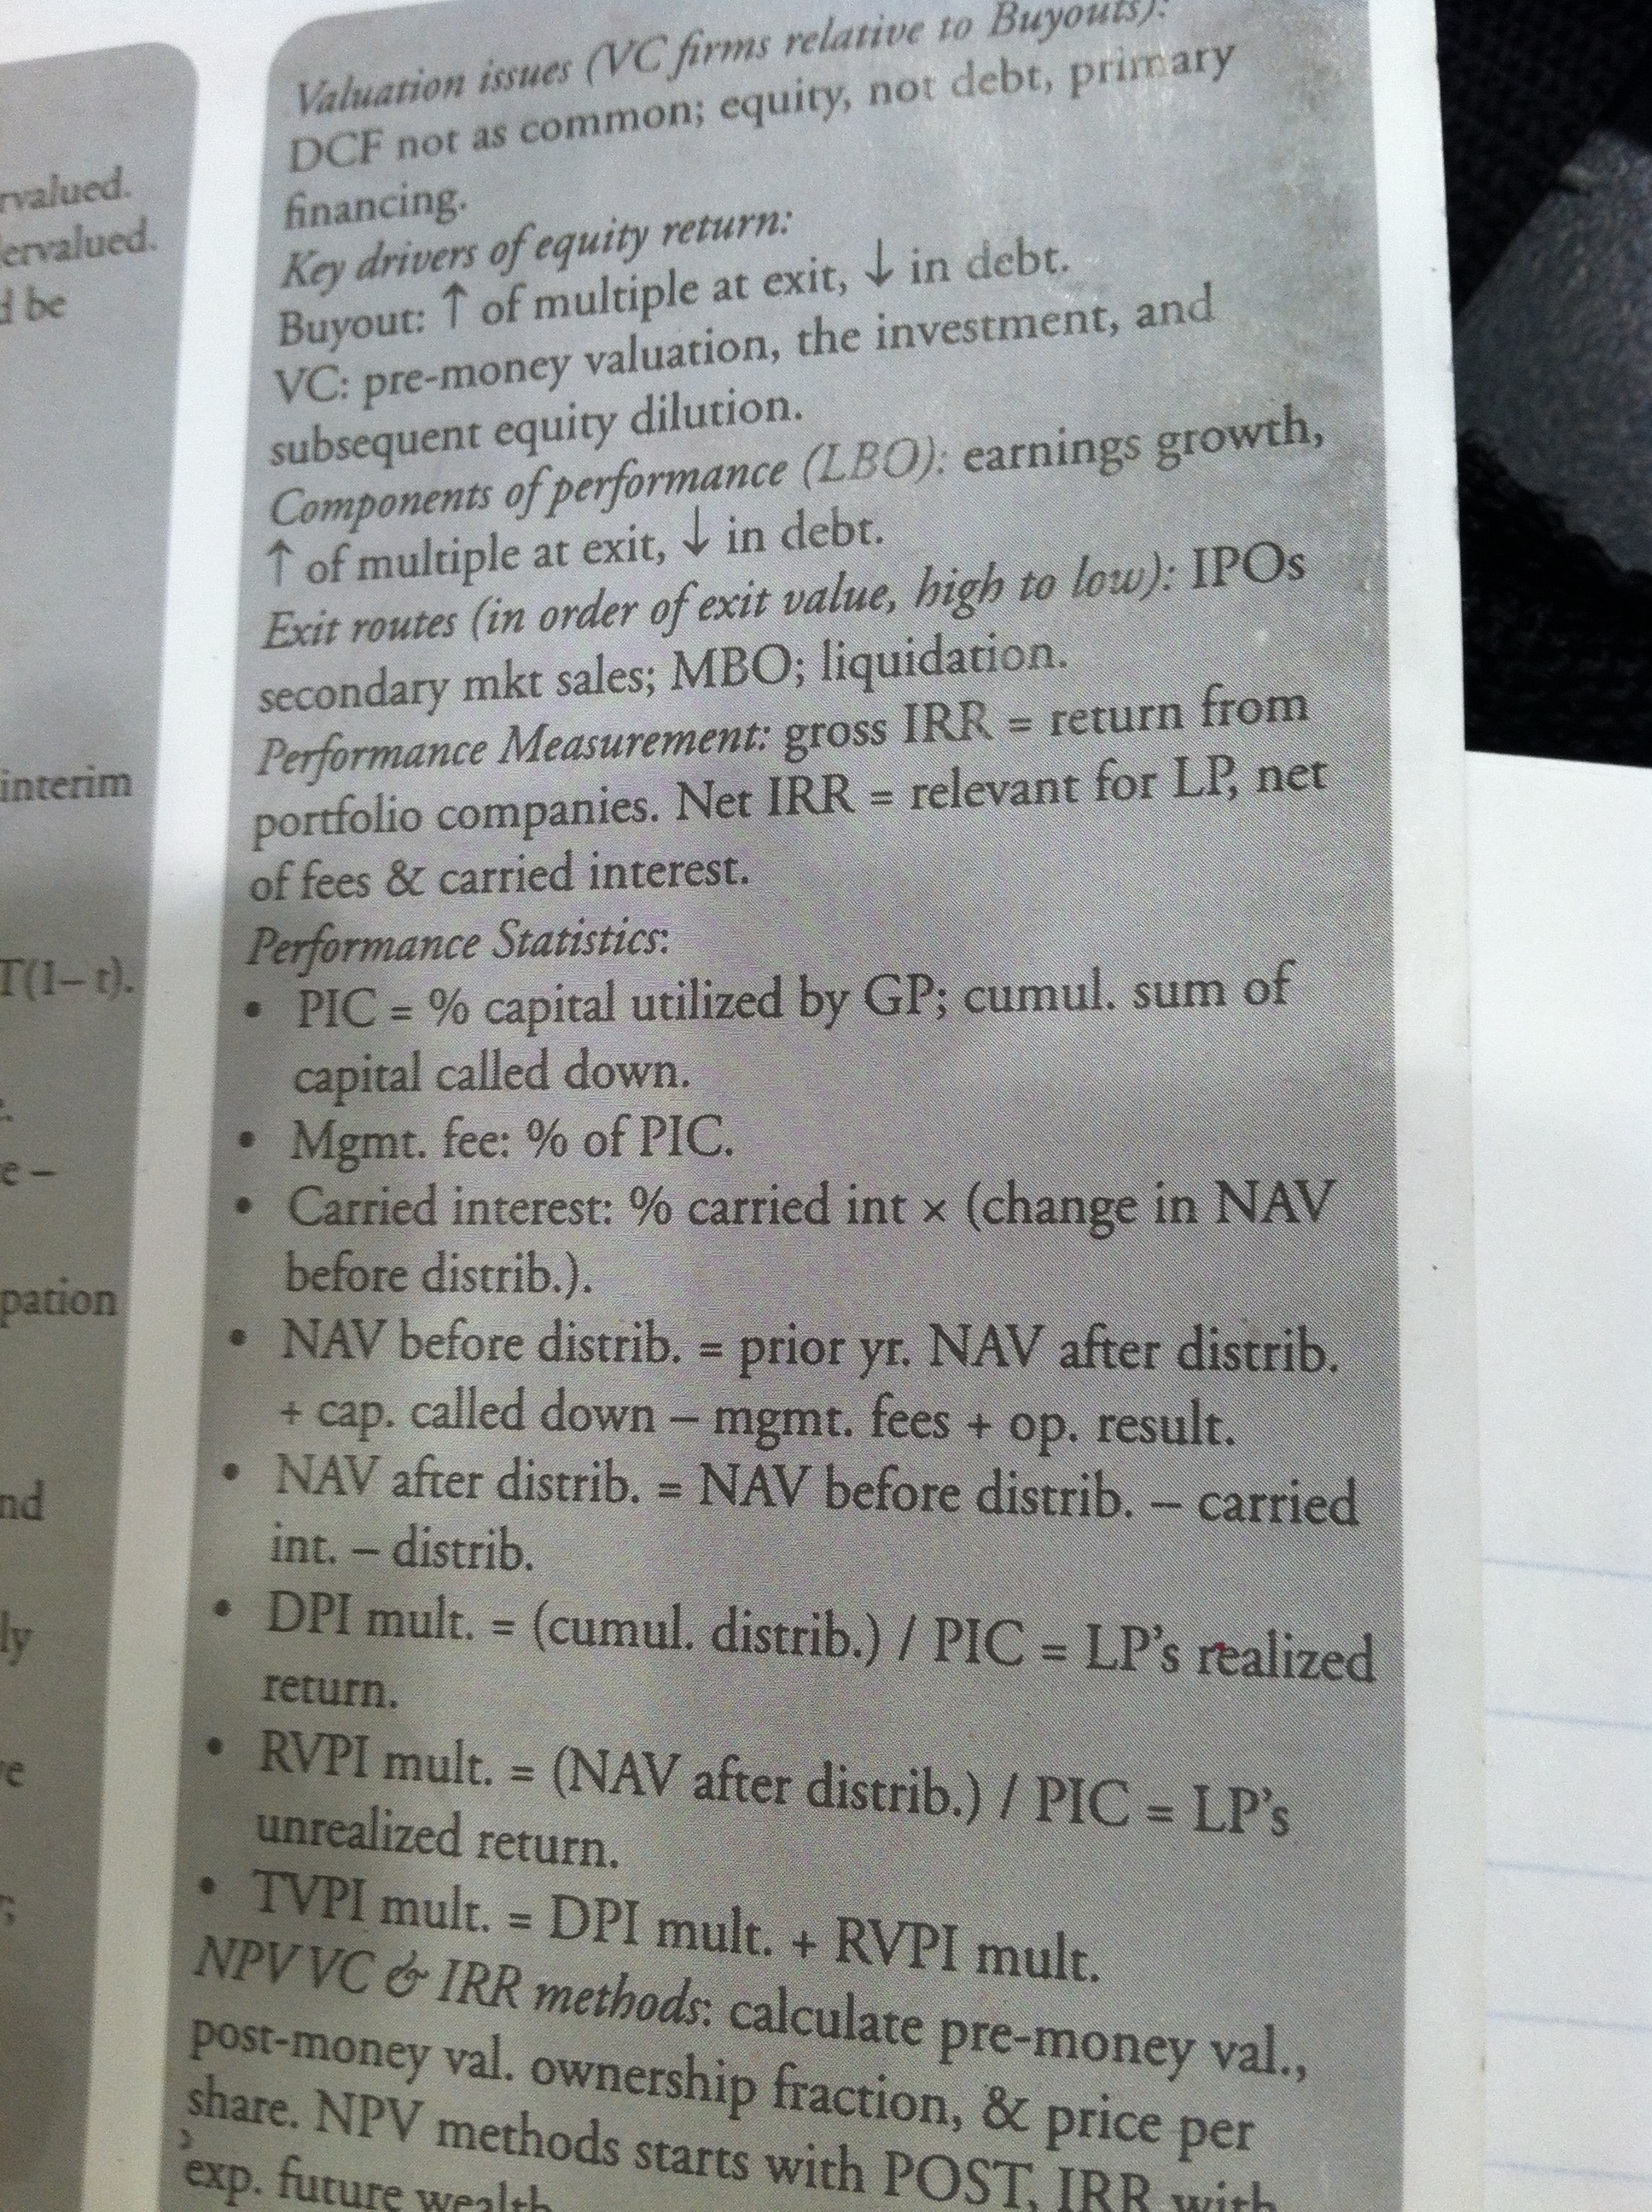 rvalued.
ervalued.
d be
interim
T(1– t).
e –
pation
nd
ly
e
Valuation issues (VC firms relative to Buyouts):
DCF not as common; equity, not debt, primary
financing.
Key drivers of equity return:
Buyout: ↑ of multiple at exit, ↓ in debt.
VC: pre-money valuation, the investment, and
subsequent equity dilution.
Components of performance (LBO): earnings growth,
↑ of multiple at exit, ↓ in debt.
Exit routes (in order of exit value, high to low): IPOs
secondary mkt sales; MBO; liquidation.
Performance Measurement: gross IRR = return from
portfolio companies. Net IRR = relevant for LP, net
of fees & carried interest.
Performance Statistics:
• PIC = % capital utilized by GP; cumul. sum of
capital called down.
• Mgmt. fee: % of PIC.
• Carried interest: % carried int × (change in NAV
before distrib.).
• NAV before distrib. = prior yr. NAV after distrib.
+ cap. called down – mgmt. fees + op. result.
• NAV after distrib. = NAV before distrib. – carried
int. – distrib.
• DPI mult. = (cumul. distrib.) / PIC = LP's realized
return.
• RVPI mult. = (NAV after distrib.) / PIC = LP's
unrealized return.
• TVPI mult. = DPI mult. + RVPI mult.
NPV VC & IRR methods: calculate pre-money val.,
post-money val. ownership fraction, & price per
share. NPV methods starts with POST, IRR with
exp. future wealth